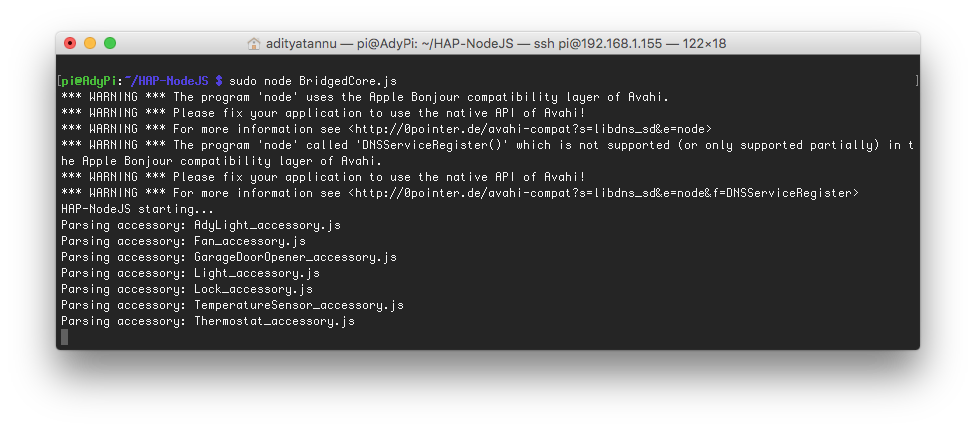 adityatannu — pi@AdyPi: ~/HAP-NodeJS — ssh pi@192.168.1.155 — 122×18
[pi@AdyPi:~/HAP-NodeJS $ sudo node BridgedCore.js ]
*** WARNING *** The program 'node' uses the Apple Bonjour compatibility layer of Avahi.
*** WARNING *** Please fix your application to use the native API of Avahi!
*** WARNING *** For more information see <http://0pointer.de/avahi-compat?s=libdns_sd&e=node>
*** WARNING *** The program 'node' called 'DNSServiceRegister()' which is not supported (or only supported partially) in t
he Apple Bonjour compatibility layer of Avahi.
*** WARNING *** Please fix your application to use the native API of Avahi!
*** WARNING *** For more information see <http://0pointer.de/avahi-compat?s=libdns_sd&e=node&f=DNSServiceRegister>
HAP-NodeJS starting...
Parsing accessory: AdyLight_accessory.js
Parsing accessory: Fan_accessory.js
Parsing accessory: GarageDoorOpener_accessory.js
Parsing accessory: Light_accessory.js
Parsing accessory: Lock_accessory.js
Parsing accessory: TemperatureSensor_accessory.js
Parsing accessory: Thermostat_accessory.js